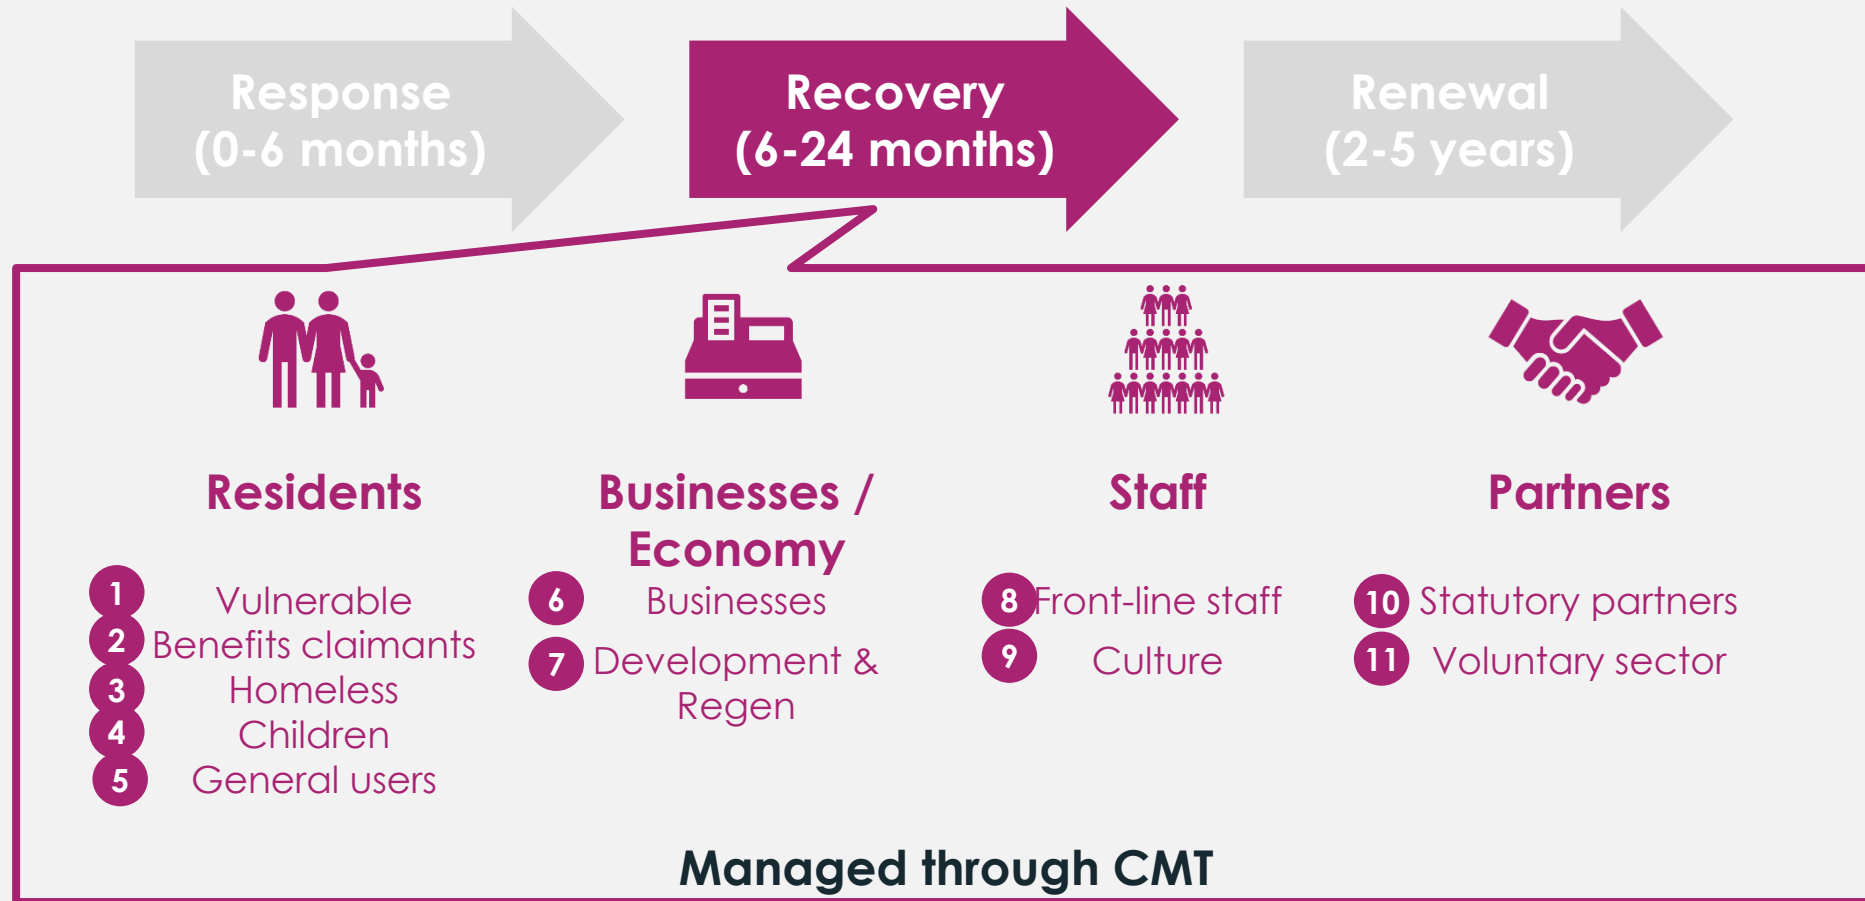 Response
(0-6 months)
Recovery
(6-24 months)
Renewal
(2-5 years)
Residents
1 Vulnerable
2 Benefits claimants
3 Homeless
4 Children
5 General users
Businesses /
Economy
6 Businesses
7 Development &
Regen
Staff
8 Front-line staff
9 Culture
Partners
10 Statutory partners
11 Voluntary sector
Managed through CMT